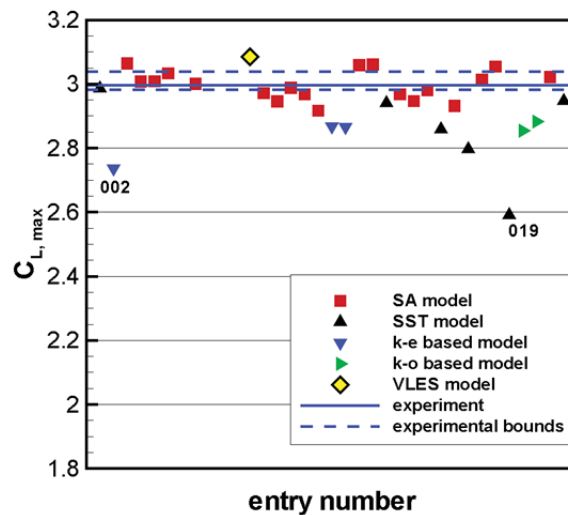 3.2
3
2.8
2.6
2.4
2.2
2
1.8
C_L, max
002
019
SA model
SST model
k-e based model
k-o based model
VLES model
experiment
experimental bounds
entry number